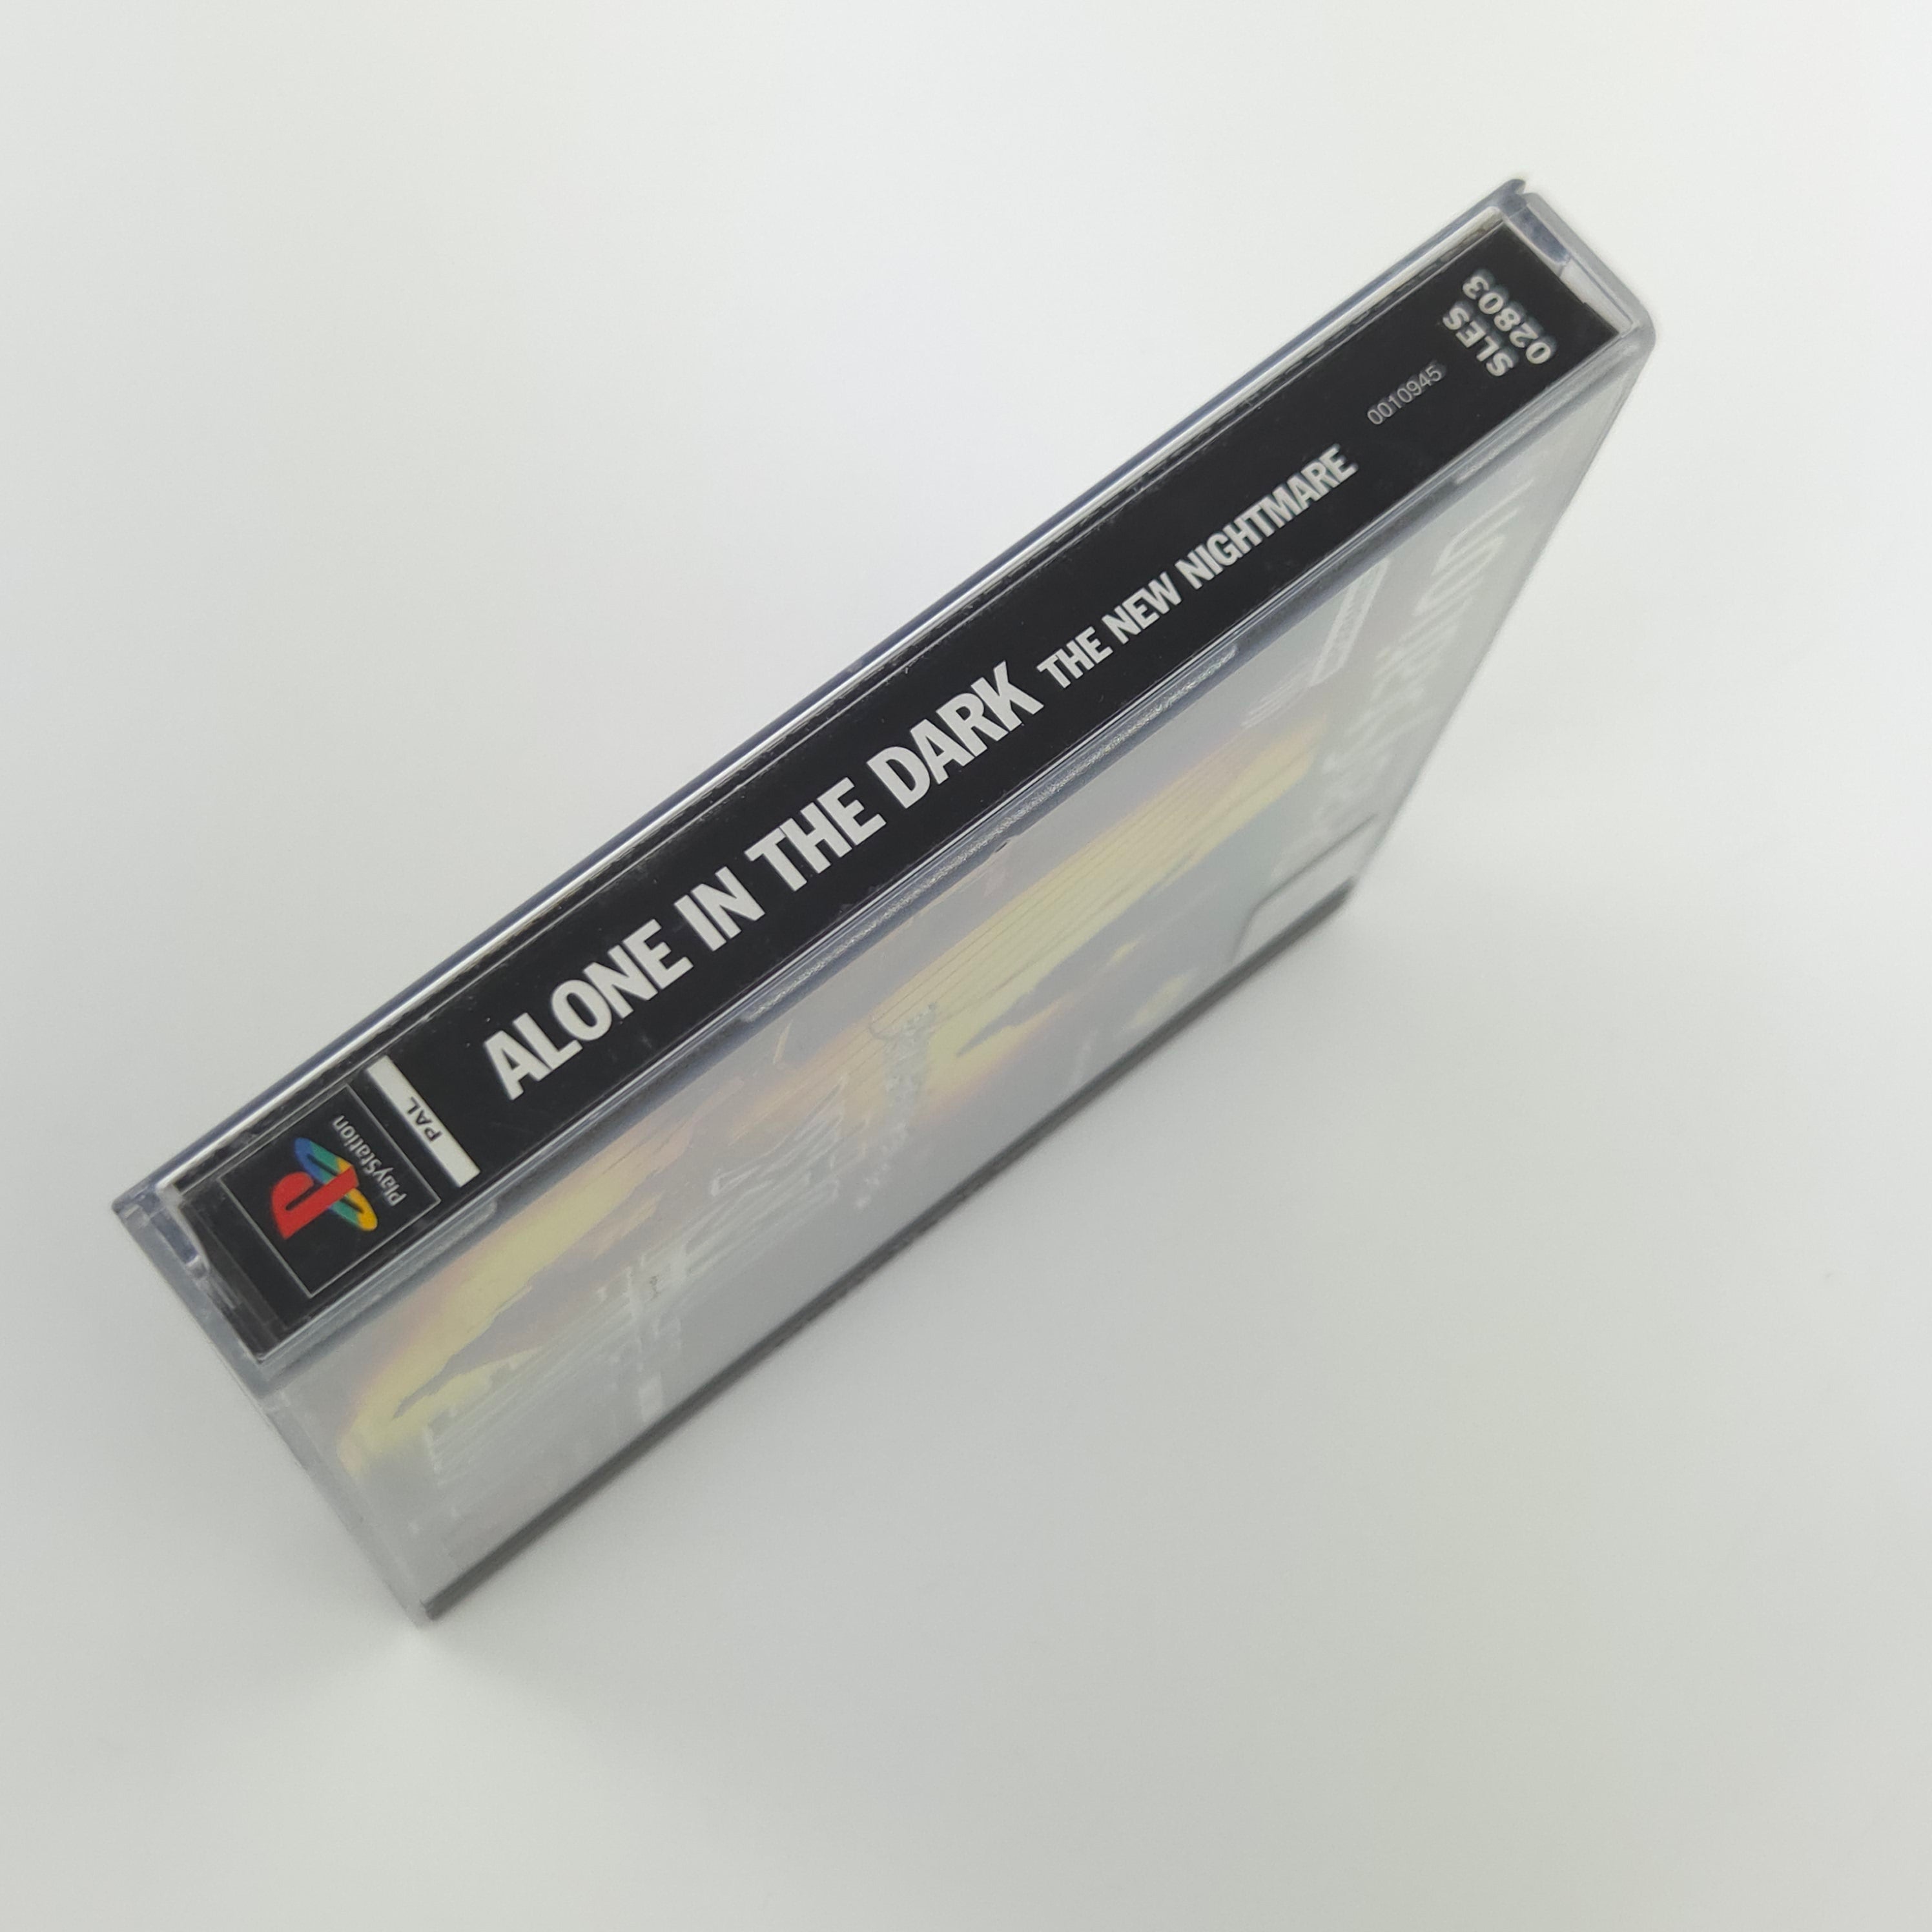 PlayStation
PAL
ALONE IN THE DARK THE NEW NIGHTMARE
0010945
SLES
02803